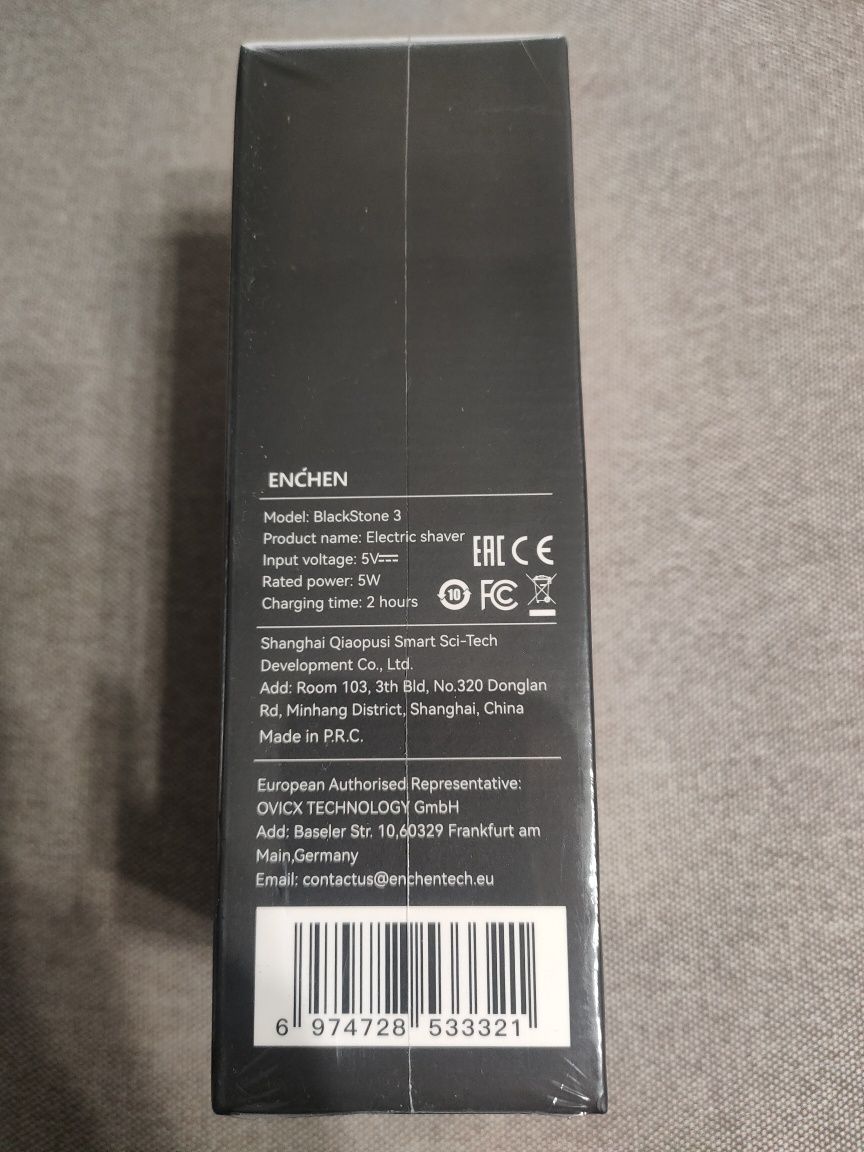 ENCHEN
Model: BlackStone 3
Product name: Electric shaver
Input voltage: 5V⎓
Rated power: 5W
Charging time: 2 hours
EAC CE
10 FC
Shanghai Qiaopusi Smart Sci-Tech
Development Co., Ltd.
Add: Room 103, 3th Bld, No.320 Donglan
Rd, Minhang District, Shanghai, China
Made in P.R.C.
European Authorised Representative:
OVICX TECHNOLOGY GmbH
Add: Baseler Str. 10,60329 Frankfurt am
Main,Germany
Email: contactus@enchentech.eu
6 974728 533321